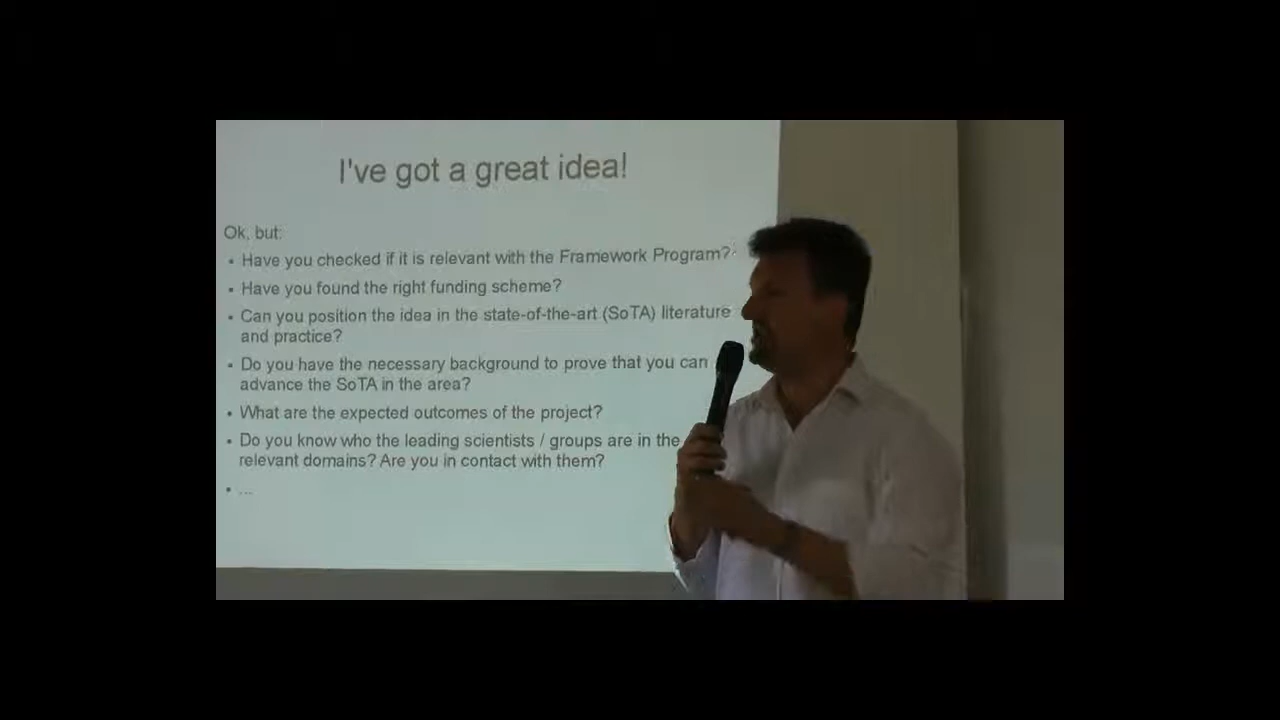 I've got a great idea!
Ok, but:
• Have you checked if it is relevant with the Framework Program?
• Have you found the right funding scheme?
• Can you position the idea in the state-of-the-art (SoTA) literature
and practice?
• Do you have the necessary background to prove that you can
advance the SoTA in the area?
• What are the expected outcomes of the project?
• Do you know who the leading scientists / groups are in the
relevant domains? Are you in contact with them?
• ...